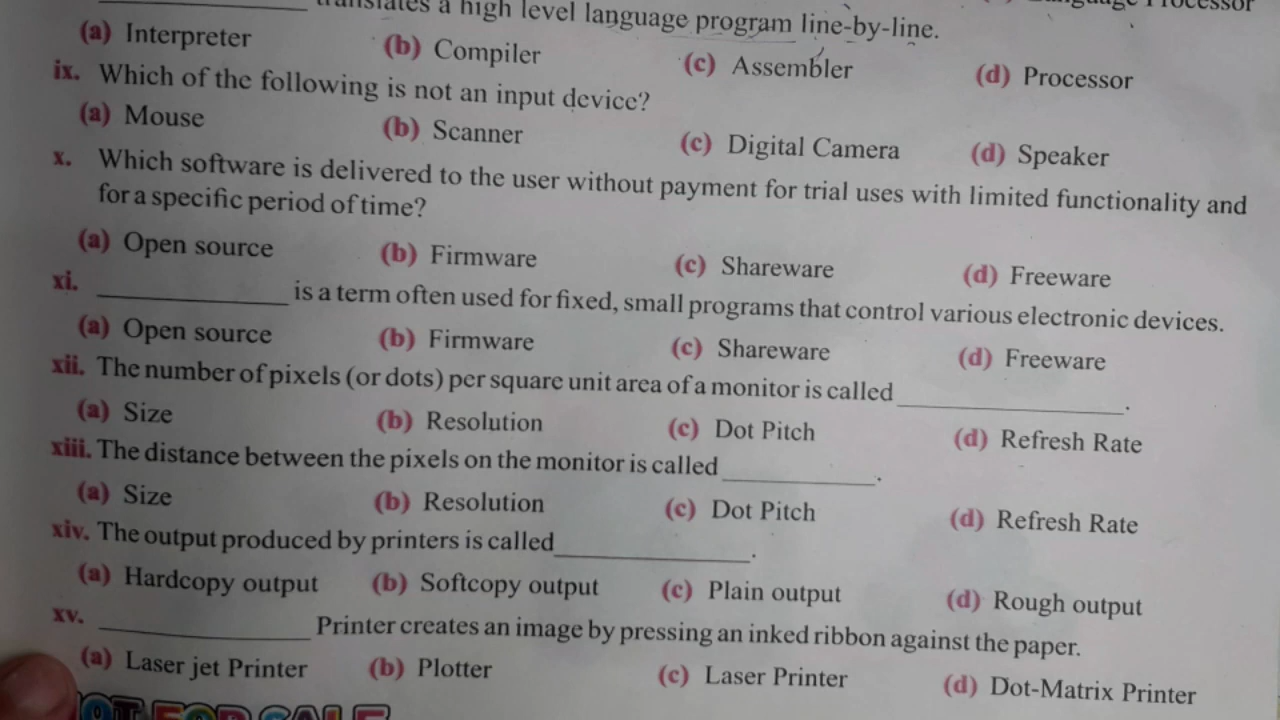 translates a high level language program line-by-line.
(a) Interpreter (b) Compiler (c) Assembler (d) Processor
ix. Which of the following is not an input device?
(a) Mouse (b) Scanner (c) Digital Camera (d) Speaker
x. Which software is delivered to the user without payment for trial uses with limited functionality and
for a specific period of time?
(a) Open source (b) Firmware (c) Shareware (d) Freeware
xi. ____________ is a term often used for fixed, small programs that control various electronic devices.
(a) Open source (b) Firmware (c) Shareware (d) Freeware
xii. The number of pixels (or dots) per square unit area of a monitor is called ____________.
(a) Size (b) Resolution (c) Dot Pitch (d) Refresh Rate
xiii. The distance between the pixels on the monitor is called ____________.
(a) Size (b) Resolution (c) Dot Pitch (d) Refresh Rate
xiv. The output produced by printers is called ____________.
(a) Hardcopy output (b) Softcopy output (c) Plain output (d) Rough output
xv. ____________ Printer creates an image by pressing an inked ribbon against the paper.
(a) Laser jet Printer (b) Plotter (c) Laser Printer (d) Dot-Matrix Printer
NOT FOR SALE